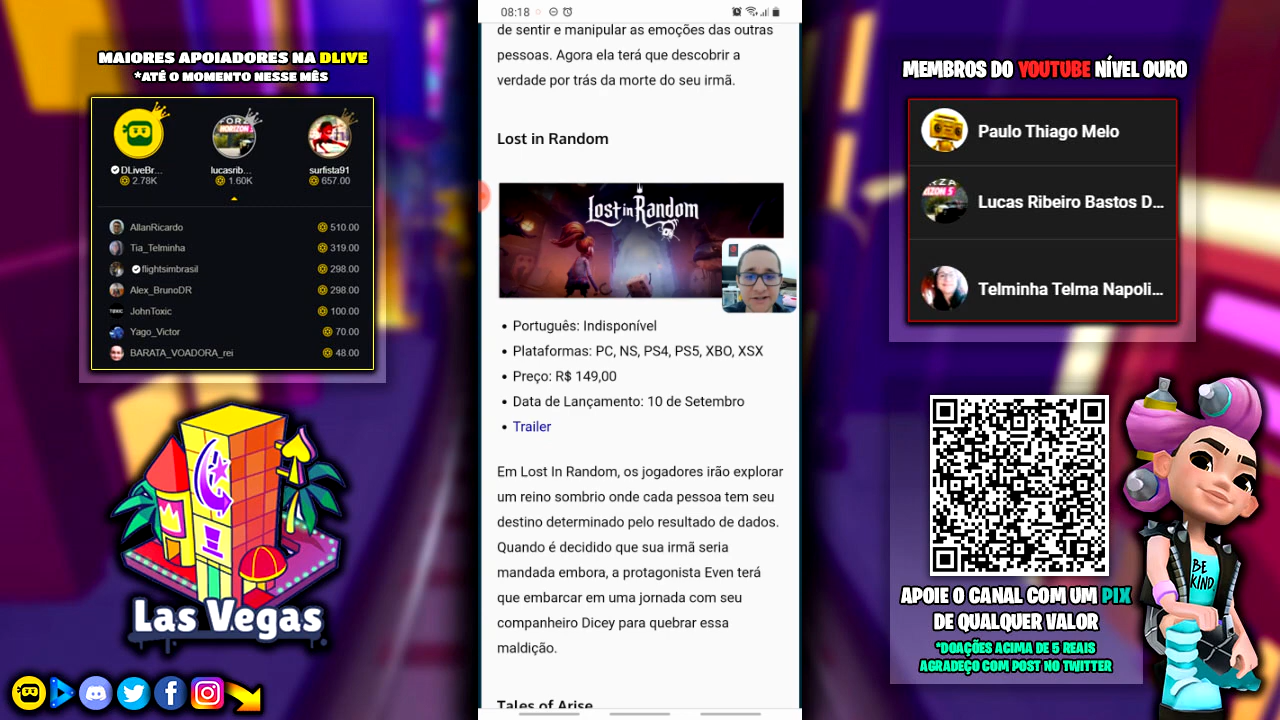 MAIORES APOIADORES NA DLIVE
*ATÉ O MOMENTO NESSE MÊS
DLiveBr...
2.78K
lucasrib...
1.60K
surfista91
657.00
AllanRicardo 510.00
Tia_Telminha 319.00
flightsimbrasil 298.00
Alex_BrunoDR 298.00
JohnToxic 100.00
Yago_Victor 70.00
BARATA_VOADORA_rei 48.00
Las Vegas
08:18
de sentir e manipular as emoções das outras
pessoas. Agora ela terá que descobrir a
verdade por trás da morte do seu irmã.
Lost in Random
Lost in Random
• Português: Indisponível
• Plataformas: PC, NS, PS4, PS5, XBO, XSX
• Preço: R$ 149,00
• Data de Lançamento: 10 de Setembro
• Trailer
Em Lost In Random, os jogadores irão explorar
um reino sombrio onde cada pessoa tem seu
destino determinado pelo resultado de dados.
Quando é decidido que sua irmã seria
mandada embora, a protagonista Even terá
que embarcar em uma jornada com seu
companheiro Dicey para quebrar essa
maldição.
Tales of Arise
MEMBROS DO YOUTUBE NÍVEL OURO
Paulo Thiago Melo
Lucas Ribeiro Bastos D...
Telminha Telma Napoli...
BE
KIND
APOIE O CANAL COM UM PIX
DE QUALQUER VALOR
*DOAÇÕES ACIMA DE 5 REAIS
AGRADEÇO COM POST NO TWITTER